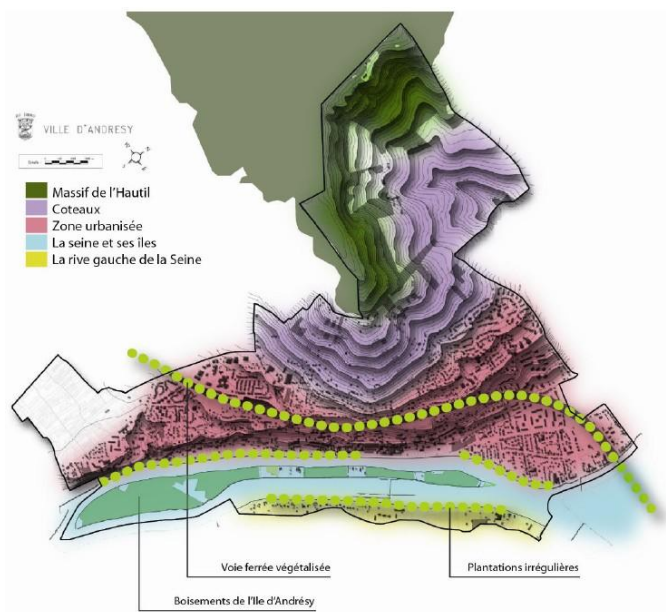 VILLE D'ANDRESY
Massif de l'Hautil
Coteaux
Zone urbanisée
La seine et ses îles
La rive gauche de la Seine
Voie ferrée végétalisée
Plantations irrégulières
Boisements de l'Ile d'Andrésy